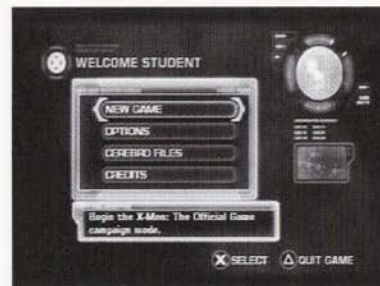 WELCOME STUDENT
NEW GAME
OPTIONS
CEREBRO FILES
CREDITS
Begin the X-Men: The Official Game
campaign mode.
SELECT
QUIT GAME